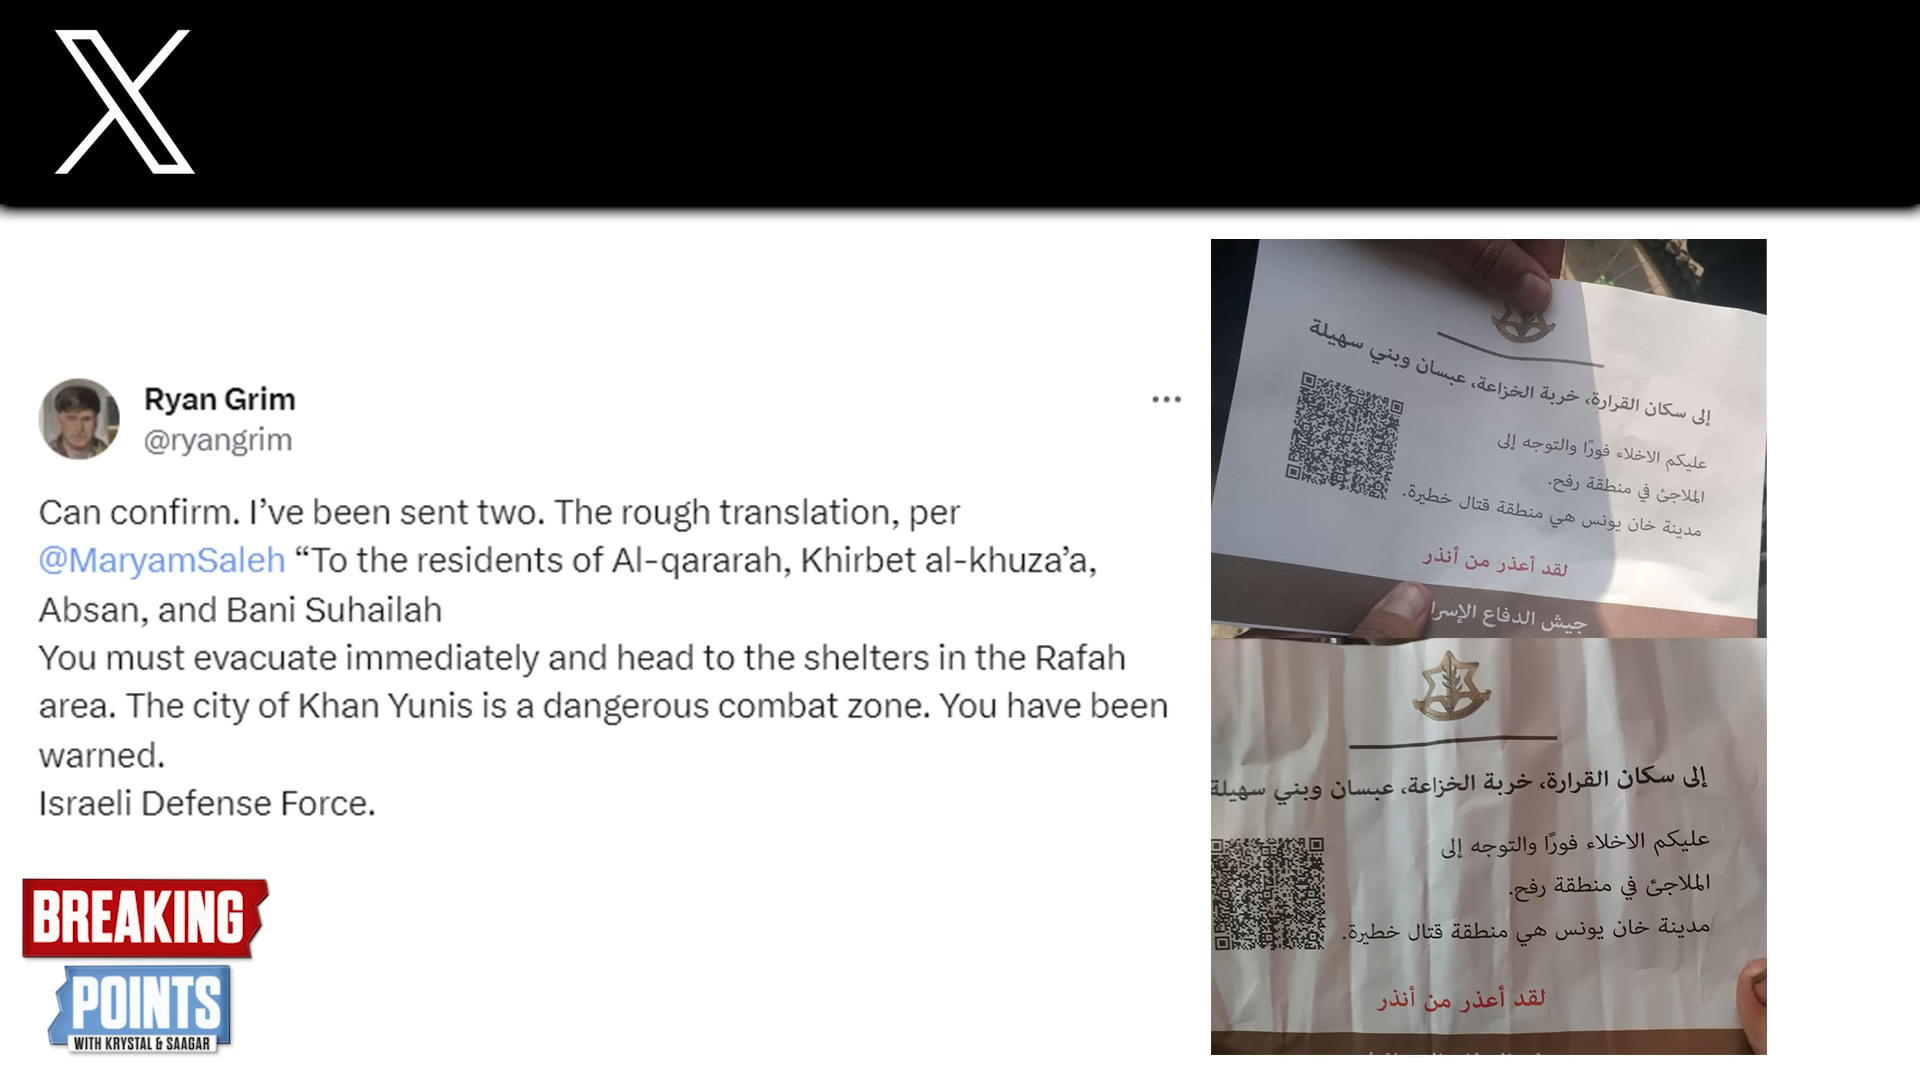 Ryan Grim
@ryangrim
Can confirm. I’ve been sent two. The rough translation, per
@MaryamSaleh “To the residents of Al-qararah, Khirbet al-khuza’a,
Absan, and Bani Suhailah
You must evacuate immediately and head to the shelters in the Rafah
area. The city of Khan Yunis is a dangerous combat zone. You have been
warned.
Israeli Defense Force.
BREAKING
POINTS
WITH KRYSTAL & SAAGAR
إلى سكان القرارة، خربة الخزاعة، عبسان وبني سهيلة
عليكم الاخلاء فورًا والتوجه إلى
الملاجئ في منطقة رفح.
مدينة خان يونس هي منطقة قتال خطيرة.
لقد أعذر من أنذر
جيش الدفاع
إلى سكان القرارة، خربة الخزاعة، عبسان وبني سهيلة
عليكم الاخلاء فورًا والتوجه إلى
الملاجئ في منطقة رفح.
مدينة خان يونس هي منطقة قتال خطيرة.
لقد أعذر من أنذر